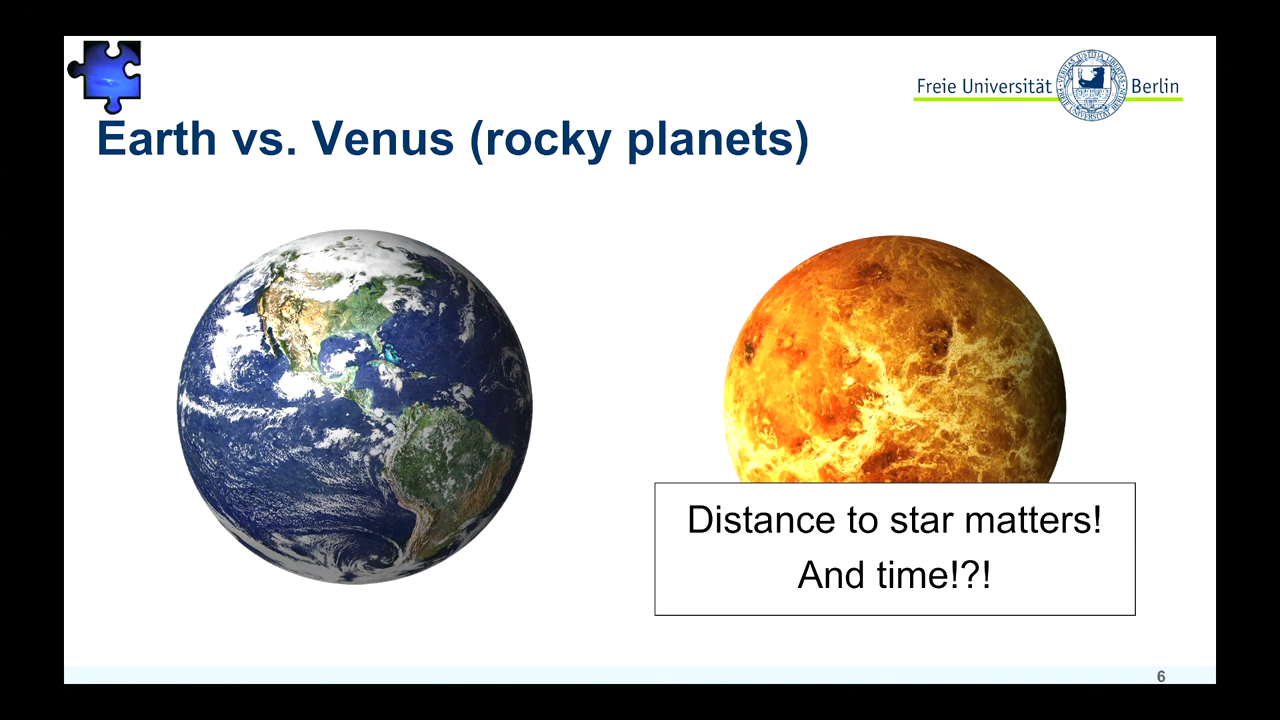 Freie Universität Berlin
Earth vs. Venus (rocky planets)
Distance to star matters!
And time!?!
6